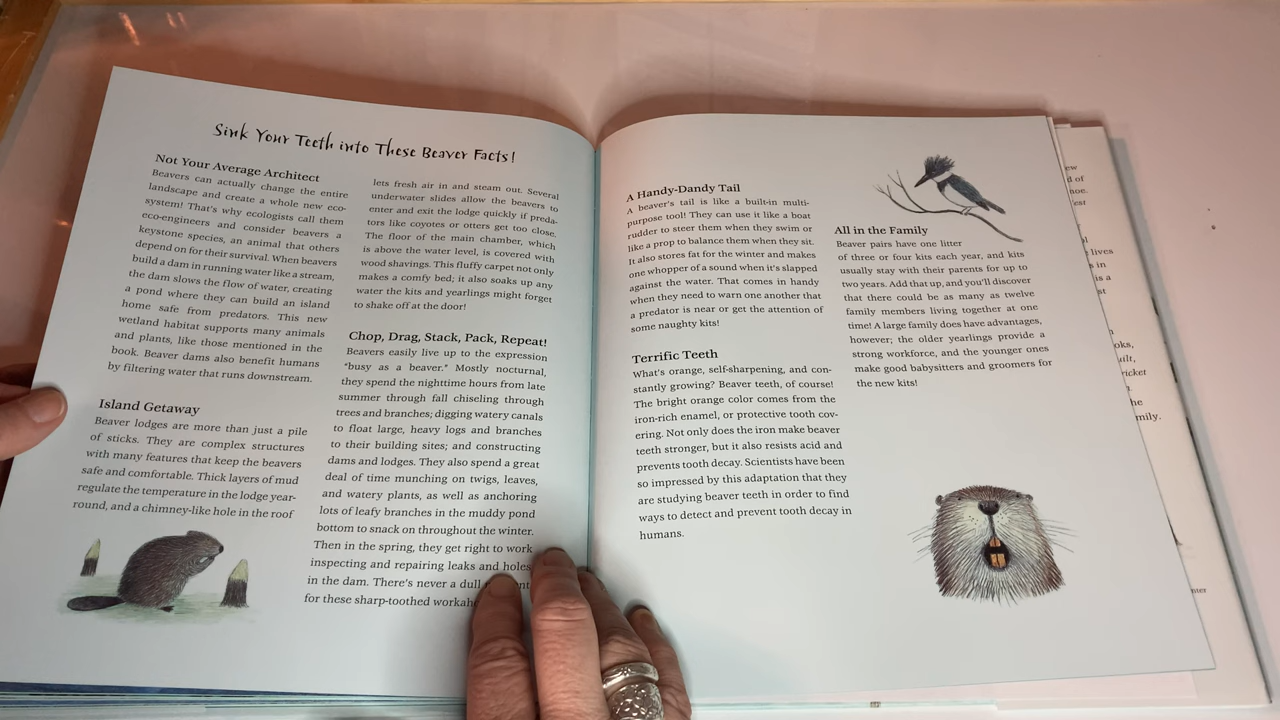 Sink Your Teeth into These Beaver Facts!
Not Your Average Architect
Beavers can actually change the entire
landscape and create a whole new eco-
system! That's why ecologists call them
eco-engineers and consider beavers a
keystone species, an animal that others
depend on for their survival. When beavers
build a dam in running water like a stream,
the dam slows the flow of water, creating
a pond where they can build an island
home safe from predators. This new
wetland habitat supports many animals
and plants, like those mentioned in the
book. Beaver dams also benefit humans
by filtering water that runs downstream.
Island Getaway
Beaver lodges are more than just a pile
of sticks. They are complex structures
with many features that keep the beavers
safe and comfortable. Thick layers of mud
regulate the temperature in the lodge year-
round, and a chimney-like hole in the roof
lets fresh air in and steam out. Several
underwater slides allow the beavers to
enter and exit the lodge quickly if preda-
tors like coyotes or otters get too close.
The floor of the main chamber, which
is above the water level, is covered with
wood shavings. This fluffy carpet not only
makes a comfy bed; it also soaks up any
water the kits and yearlings might forget
to shake off at the door!
Chop, Drag, Stack, Pack, Repeat!
Beavers easily live up to the expression
"busy as a beaver." Mostly nocturnal,
they spend the nighttime hours from late
summer through fall chiseling through
trees and branches; digging watery canals
to float large, heavy logs and branches
to their building sites; and constructing
dams and lodges. They also spend a great
deal of time munching on twigs, leaves,
and watery plants, as well as anchoring
lots of leafy branches in the muddy pond
bottom to snack on throughout the winter.
Then in the spring, they get right to work
inspecting and repairing leaks and holes
in the dam. There's never a dull
for these sharp-toothed
A Handy-Dandy Tail
A beaver's tail is like a built-in multi-
purpose tool! They can use it like a boat
rudder to steer them when they swim or
like a prop to balance them when they sit.
It also stores fat for the winter and makes
one whopper of a sound when it's slapped
against the water. That comes in handy
when they need to warn one another that
a predator is near or get the attention of
some naughty kits!
Terrific Teeth
What's orange, self-sharpening, and con-
stantly growing? Beaver teeth, of course!
The bright orange color comes from the
iron-rich enamel, or protective tooth cov-
ering. Not only does the iron make beaver
teeth stronger, but it also resists acid and
prevents tooth decay. Scientists have been
so impressed by this adaptation that they
are studying beaver teeth in order to find
ways to detect and prevent tooth decay in
humans.
All in the Family
Beaver pairs have one litter
of three or four kits each year, and kits
usually stay with their parents for up to
two years. Add that up, and you'll discover
that there could be as many as twelve
family members living together at one
time! A large family does have advantages,
however; the older yearlings provide a
strong workforce, and the younger ones
make good babysitters and groomers for
the new kits!